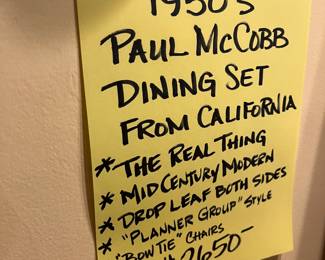 1950's
PAUL McCOBB
DINING SET
FROM CALIFORNIA
* THE REAL THING
* MID CENTURY MODERN
* DROP LEAF BOTH SIDES
* "PLANNER GROUP" STYLE
* "BOW TIE" CHAIRS
2650-